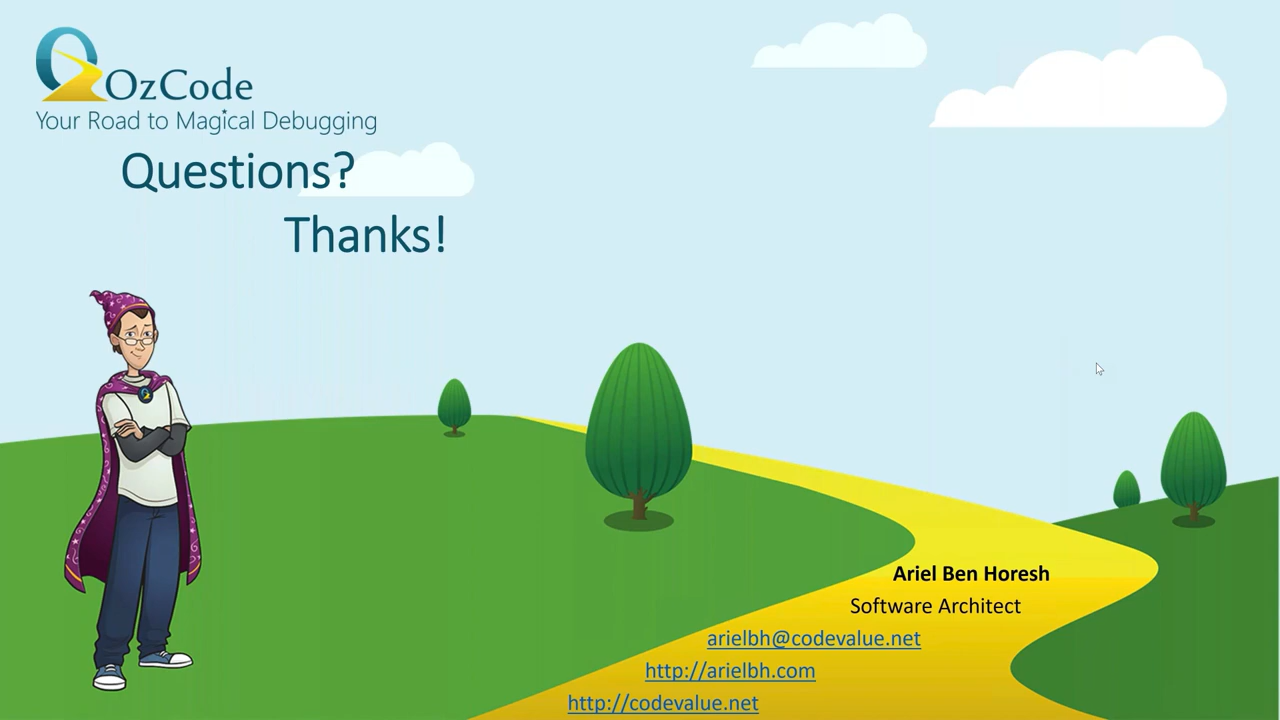 OzCode
Your Road to Magical Debugging
Questions?
Thanks!
Ariel Ben Horesh
Software Architect
arielbh@codevalue.net
http://arielbh.com
http://codevalue.net